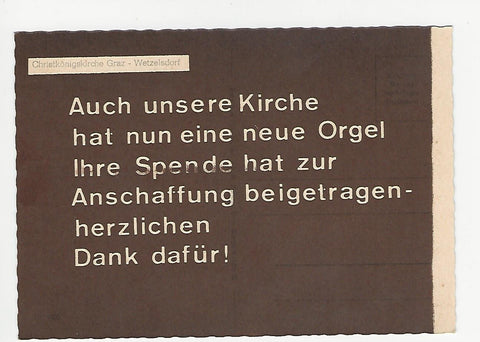 Christkönigskirche Graz - Wetzelsdorf
Auch unsere Kirche
hat nun eine neue Orgel
Ihre Spende hat zur
Anschaffung beigetragen-
herzlichen
Dank dafür!